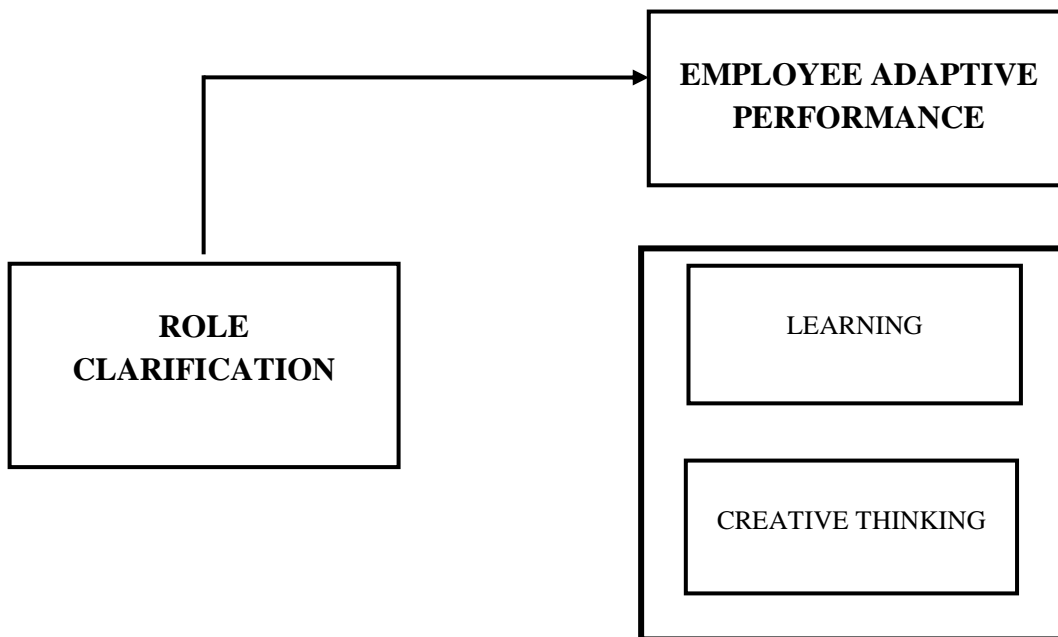 EMPLOYEE ADAPTIVE
PERFORMANCE
ROLE
CLARIFICATION
LEARNING
CREATIVE THINKING